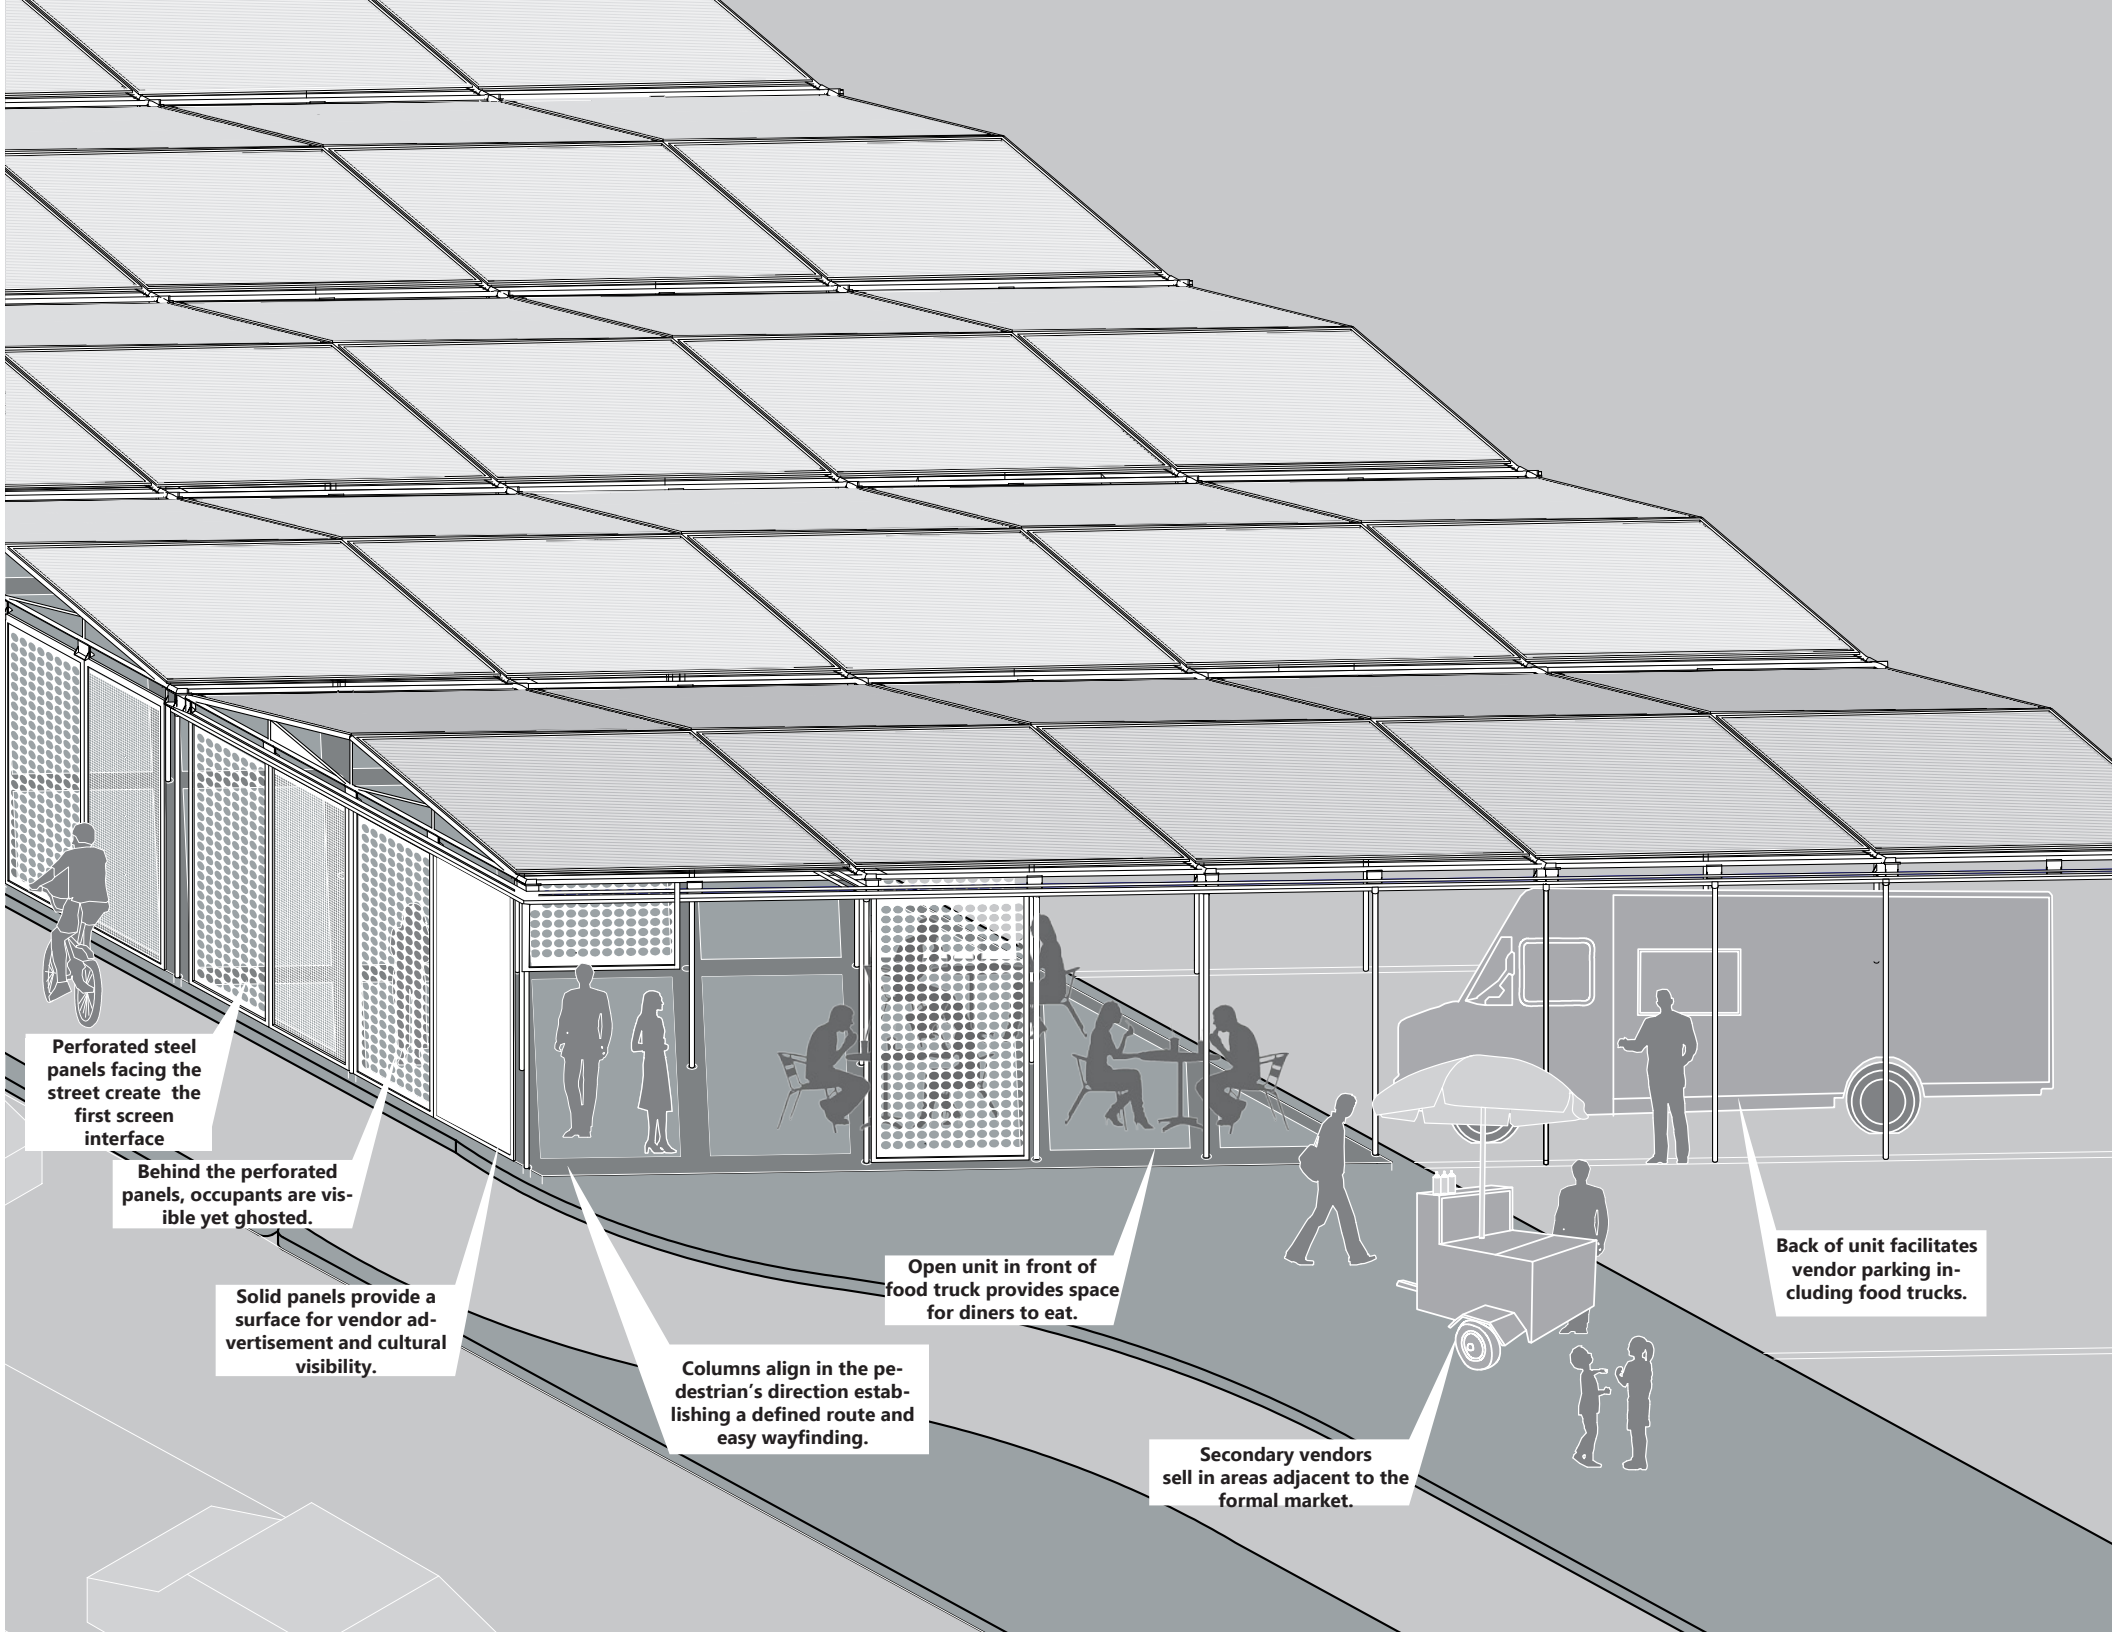 Perforated steel
panels facing the
street create the
first screen
interface
Behind the perforated
panels, occupants are vis-
ible yet ghosted.
Solid panels provide a
surface for vendor ad-
vertisement and cultural
visibility.
Columns align in the pe-
destrian's direction estab-
lishing a defined route and
easy wayfinding.
Open unit in front of
food truck provides space
for diners to eat.
Secondary vendors
sell in areas adjacent to the
formal market.
Back of unit facilitates
vendor parking in-
cluding food trucks.